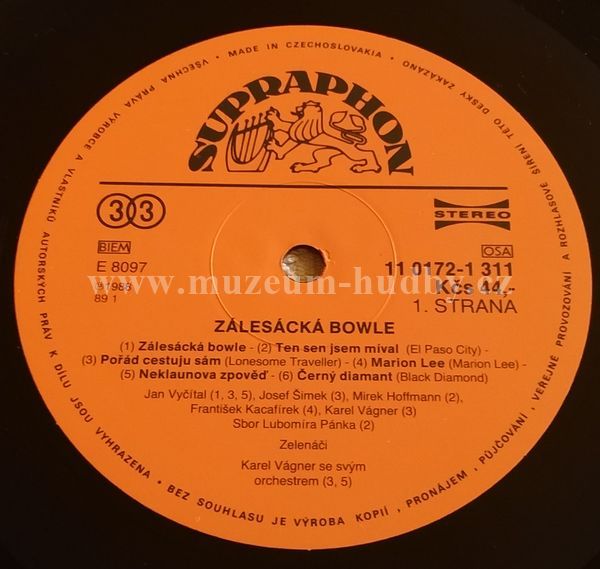 VŠECHNA PRÁVA VÝROBCE A VLASTNÍKŮ AUTORSKÝCH PRÁV K DÍLU JSOU VYHRAZENA • BEZ SOUHLASU JE VÝROBA KOPIÍ, PRONÁJEM, PŮJČOVÁNÍ, VEŘEJNÉ PROVOZOVÁNÍ A ROZHLASOVÉ ŠÍŘENÍ TÉTO DESKY ZAKÁZÁNO • MADE IN CZECHOSLOVAKIA •
SUPRAPHON
33
STEREO
BIEM
OSA
E 8097
11 0172-1 311
www.muzeum-hudby.cz
℗ 1988
Kčs 44,-
89 1
1. STRANA
ZÁLESÁCKÁ BOWLE
(1) Zálesácká bowle - (2) Ten sen jsem míval (El Paso City) -
(3) Pořád cestuju sám (Lonesome Traveller) - (4) Marion Lee (Marion Lee) -
(5) Neklaunova zpověď - (6) Černý diamant (Black Diamond)
Jan Vyčítal (1, 3, 5), Josef Šimek (3), Mirek Hoffmann (2),
František Kacafírek (4), Karel Vágner (3)
Sbor Lubomíra Pánka (2)
Zelenáči
Karel Vágner se svým
orchestrem (3, 5)